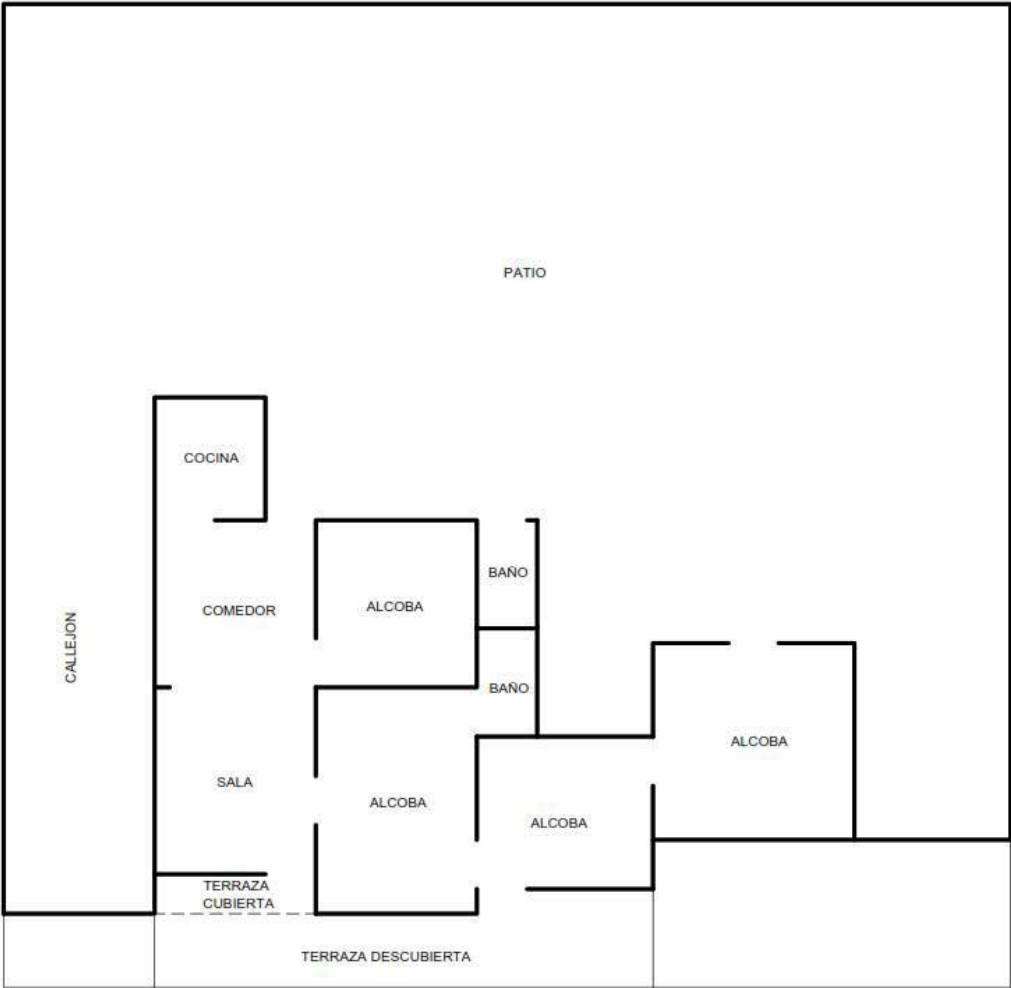 PATIO
COCINA
BAÑO
COMEDOR
ALCOBA
CALLEJON
BAÑO
ALCOBA
SALA
ALCOBA
ALCOBA
TERRAZA
CUBIERTA
TERRAZA DESCUBIERTA